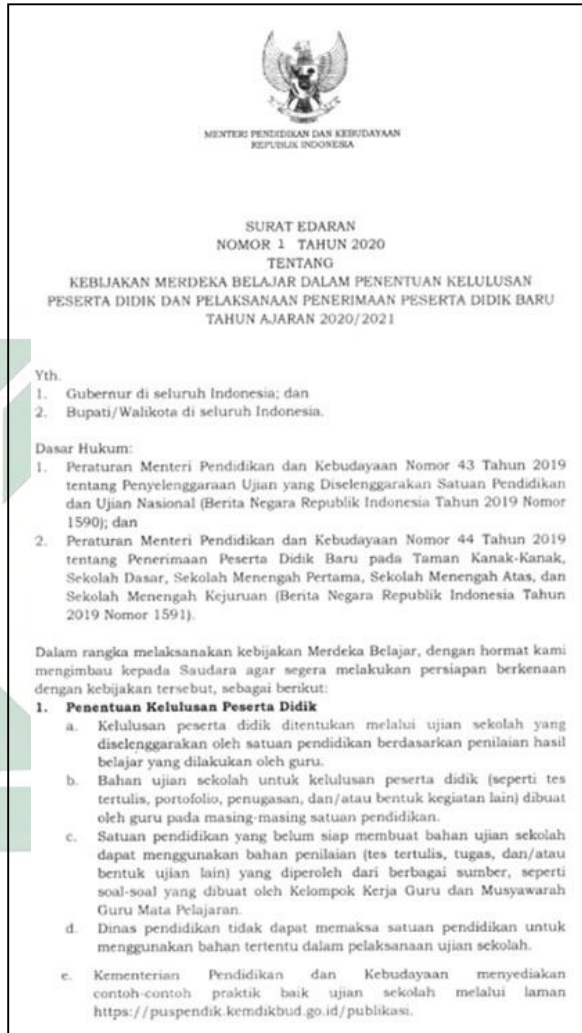 MENTERI PENDIDIKAN DAN KEBUDAYAAN
REPUBLIK INDONESIA
SURAT EDARAN
NOMOR 1 TAHUN 2020
TENTANG
KEBIJAKAN MERDEKA BELAJAR DALAM PENENTUAN KELULUSAN
PESERTA DIDIK DAN PELAKSANAAN PENERIMAAN PESERTA DIDIK BARU
TAHUN AJARAN 2020/2021
Yth.
1. Gubernur di seluruh Indonesia; dan
2. Bupati/Walikota di seluruh Indonesia.
Dasar Hukum:
1. Peraturan Menteri Pendidikan dan Kebudayaan Nomor 43 Tahun 2019
tentang Penyelenggaraan Ujian yang Diselenggarakan Satuan Pendidikan
dan Ujian Nasional (Berita Negara Republik Indonesia Tahun 2019 Nomor
1590); dan
2. Peraturan Menteri Pendidikan dan Kebudayaan Nomor 44 Tahun 2019
tentang Penerimaan Peserta Didik Baru pada Taman Kanak-Kanak,
Sekolah Dasar, Sekolah Menengah Pertama, Sekolah Menengah Atas, dan
Sekolah Menengah Kejuruan (Berita Negara Republik Indonesia Tahun
2019 Nomor 1591).
Dalam rangka melaksanakan kebijakan Merdeka Belajar, dengan hormat kami
mengimbau kepada Saudara agar segera melakukan persiapan berkenaan
dengan kebijakan tersebut, sebagai berikut:
1. Penentuan Kelulusan Peserta Didik
a. Kelulusan peserta didik ditentukan melalui ujian sekolah yang
diselenggarakan oleh satuan pendidikan berdasarkan penilaian hasil
belajar yang dilakukan oleh guru.
b. Bahan ujian sekolah untuk kelulusan peserta didik (seperti tes
tertulis, portofolio, penugasan, dan/atau bentuk kegiatan lain) dibuat
oleh guru pada masing-masing satuan pendidikan.
c. Satuan pendidikan yang belum siap membuat bahan ujian sekolah
dapat menggunakan bahan penilaian (tes tertulis, tugas, dan/atau
bentuk ujian lain) yang diperoleh dari berbagai sumber, seperti
soal-soal yang dibuat oleh Kelompok Kerja Guru dan Musyawarah
Guru Mata Pelajaran.
d. Dinas pendidikan tidak dapat memaksa satuan pendidikan untuk
menggunakan bahan tertentu dalam pelaksanaan ujian sekolah.
e. Kementerian Pendidikan dan Kebudayaan menyediakan
contoh-contoh praktik baik ujian sekolah melalui laman
https://puspendik.kemdikbud.go.id/publikasi.